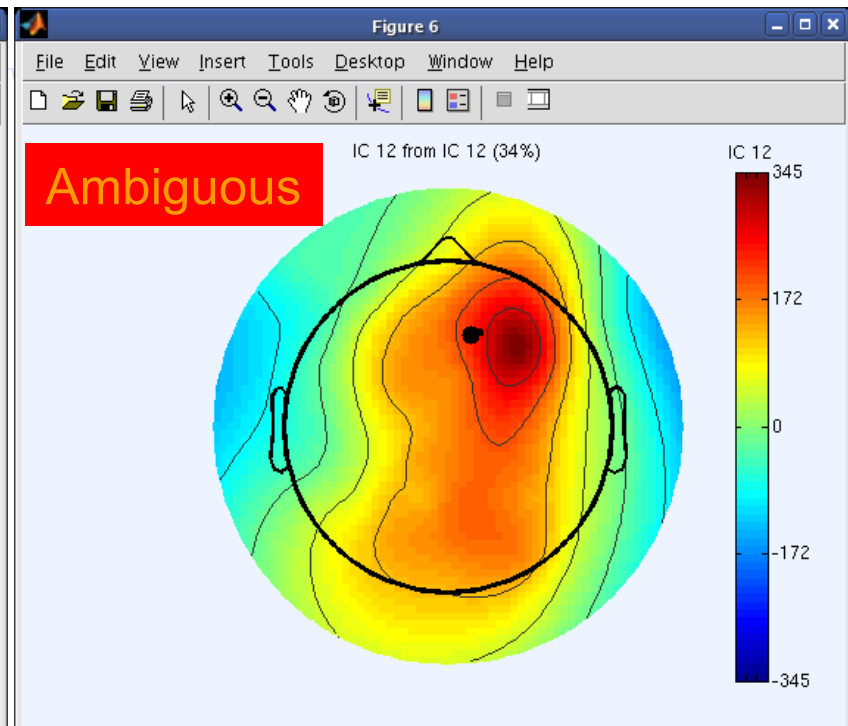 Figure 6
File Edit View Insert Tools Desktop Window Help
Ambiguous
IC 12 from IC 12 (34%)
IC 12
345
172
0
-172
-345